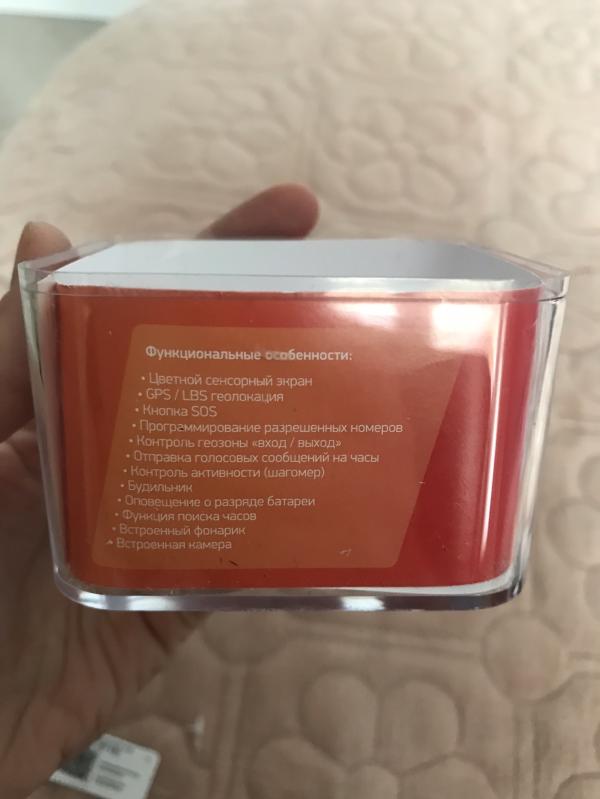 Функциональные особенности:
• Цветной сенсорный экран
• GPS / LBS геолокация
• Кнопка SOS
• Программирование разрешенных номеров
• Контроль геозоны «вход / выход»
• Отправка голосовых сообщений на часы
• Контроль активности (шагомер)
• Будильник
• Оповещение о разряде батареи
• Функция поиска часов
• Встроенный фонарик
• Встроенная камера